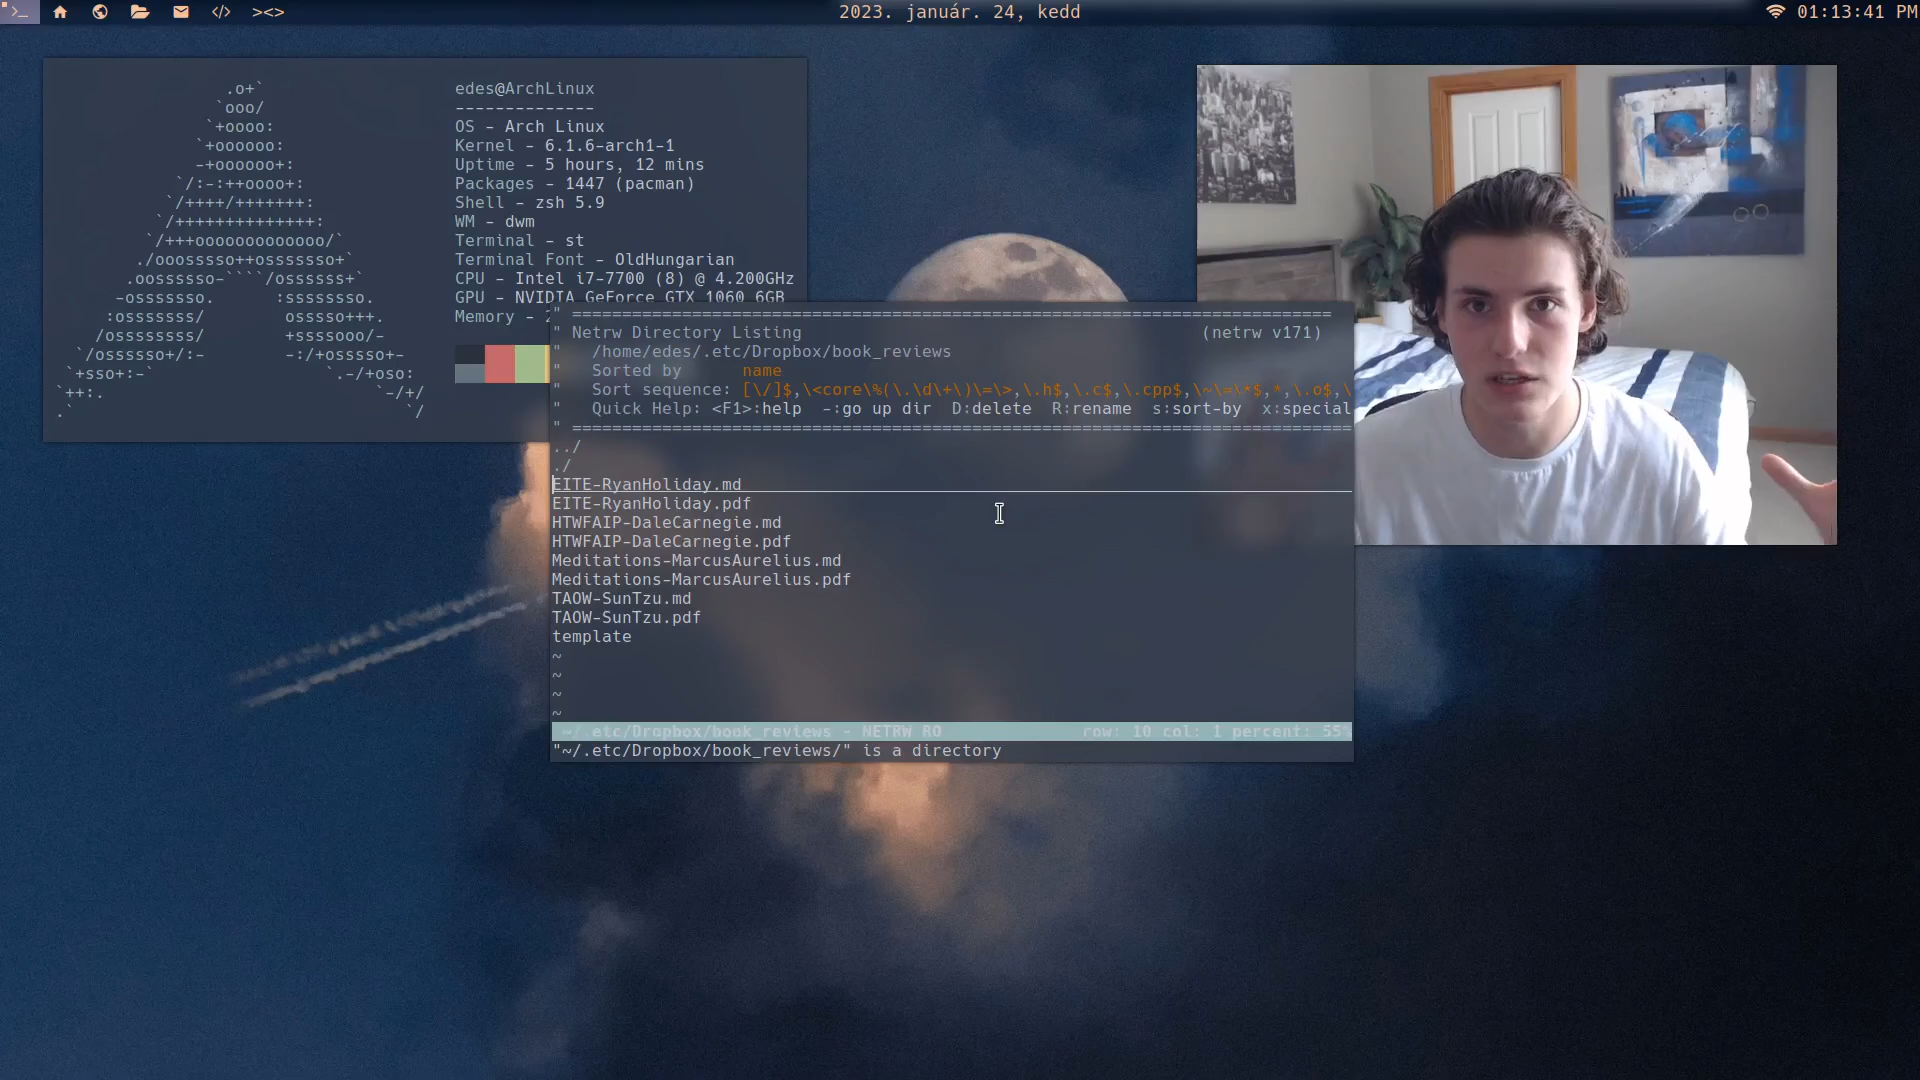 >_ </> ><>
2023. január. 24, kedd
01:13:41 PM
edes@ArchLinux
--------------
OS - Arch Linux
Kernel - 6.1.6-arch1-1
Uptime - 5 hours, 12 mins
Packages - 1447 (pacman)
Shell - zsh 5.9
WM - dwm
Terminal - st
Terminal Font - OldHungarian
CPU - Intel i7-7700 (8) @ 4.200GHz
GPU - NVIDIA GeForce GTX 1060 6GB
Memory -
" ============================================================================
" Netrw Directory Listing (netrw v171)
"   /home/edes/.etc/Dropbox/book_reviews
"   Sorted by      name
"   Sort sequence: [\/]$,\<core\%(\.\d\+\)\=\>,\.h$,\.c$,\.cpp$,\~\=\*$,*,\.o$,\
"   Quick Help: <F1>:help  -:go up dir  D:delete  R:rename  s:sort-by  x:special
" ==============================================================================
../
./
EITE-RyanHoliday.md
EITE-RyanHoliday.pdf
HTWFAIP-DaleCarnegie.md
HTWFAIP-DaleCarnegie.pdf
Meditations-MarcusAurelius.md
Meditations-MarcusAurelius.pdf
TAOW-SunTzu.md
TAOW-SunTzu.pdf
template
~
~
~
~
~/.etc/Dropbox/book_reviews - NETRW RO row: 10 col: 1 percent: 55%
"~/.etc/Dropbox/book_reviews/" is a directory